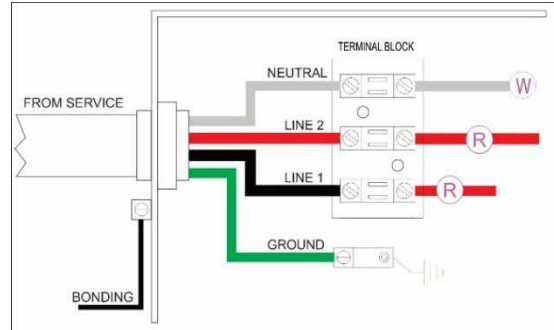 TERMINAL BLOCK
NEUTRAL
W
FROM SERVICE
LINE 2
R
LINE 1
R
GROUND
BONDING